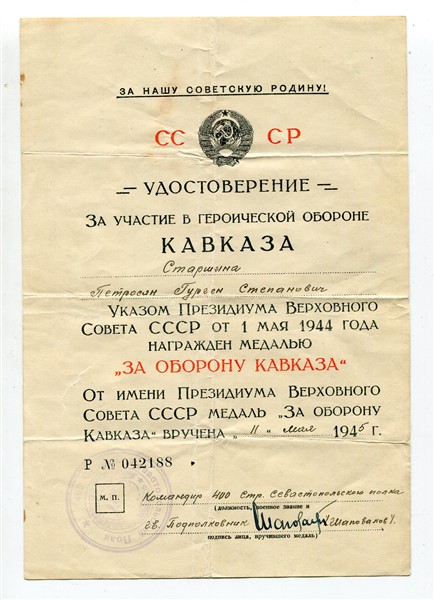 ЗА НАШУ СОВЕТСКУЮ РОДИНУ!
СС СР
УДОСТОВЕРЕНИЕ
ЗА УЧАСТИЕ В ГЕРОИЧЕСКОЙ ОБОРОНЕ
КАВКАЗА
Старшина
Петросян Гурген Степанович
УКАЗОМ ПРЕЗИДИУМА ВЕРХОВНОГО
СОВЕТА СССР ОТ 1 МАЯ 1944 ГОДА
НАГРАЖДЕН МЕДАЛЬЮ
„ЗА ОБОРОНУ КАВКАЗА“
ОТ ИМЕНИ ПРЕЗИДИУМА ВЕРХОВНОГО
СОВЕТА СССР МЕДАЛЬ „ЗА ОБОРОНУ
КАВКАЗА“ ВРУЧЕНА „ 11 „ мая 1945 г.
Р № 042188
М. П.
Командир 400 Стр. Севастопольского полка
(должность, военное звание и
гв. Подполковник Шаповалов
подпись лица, вручившего медаль)